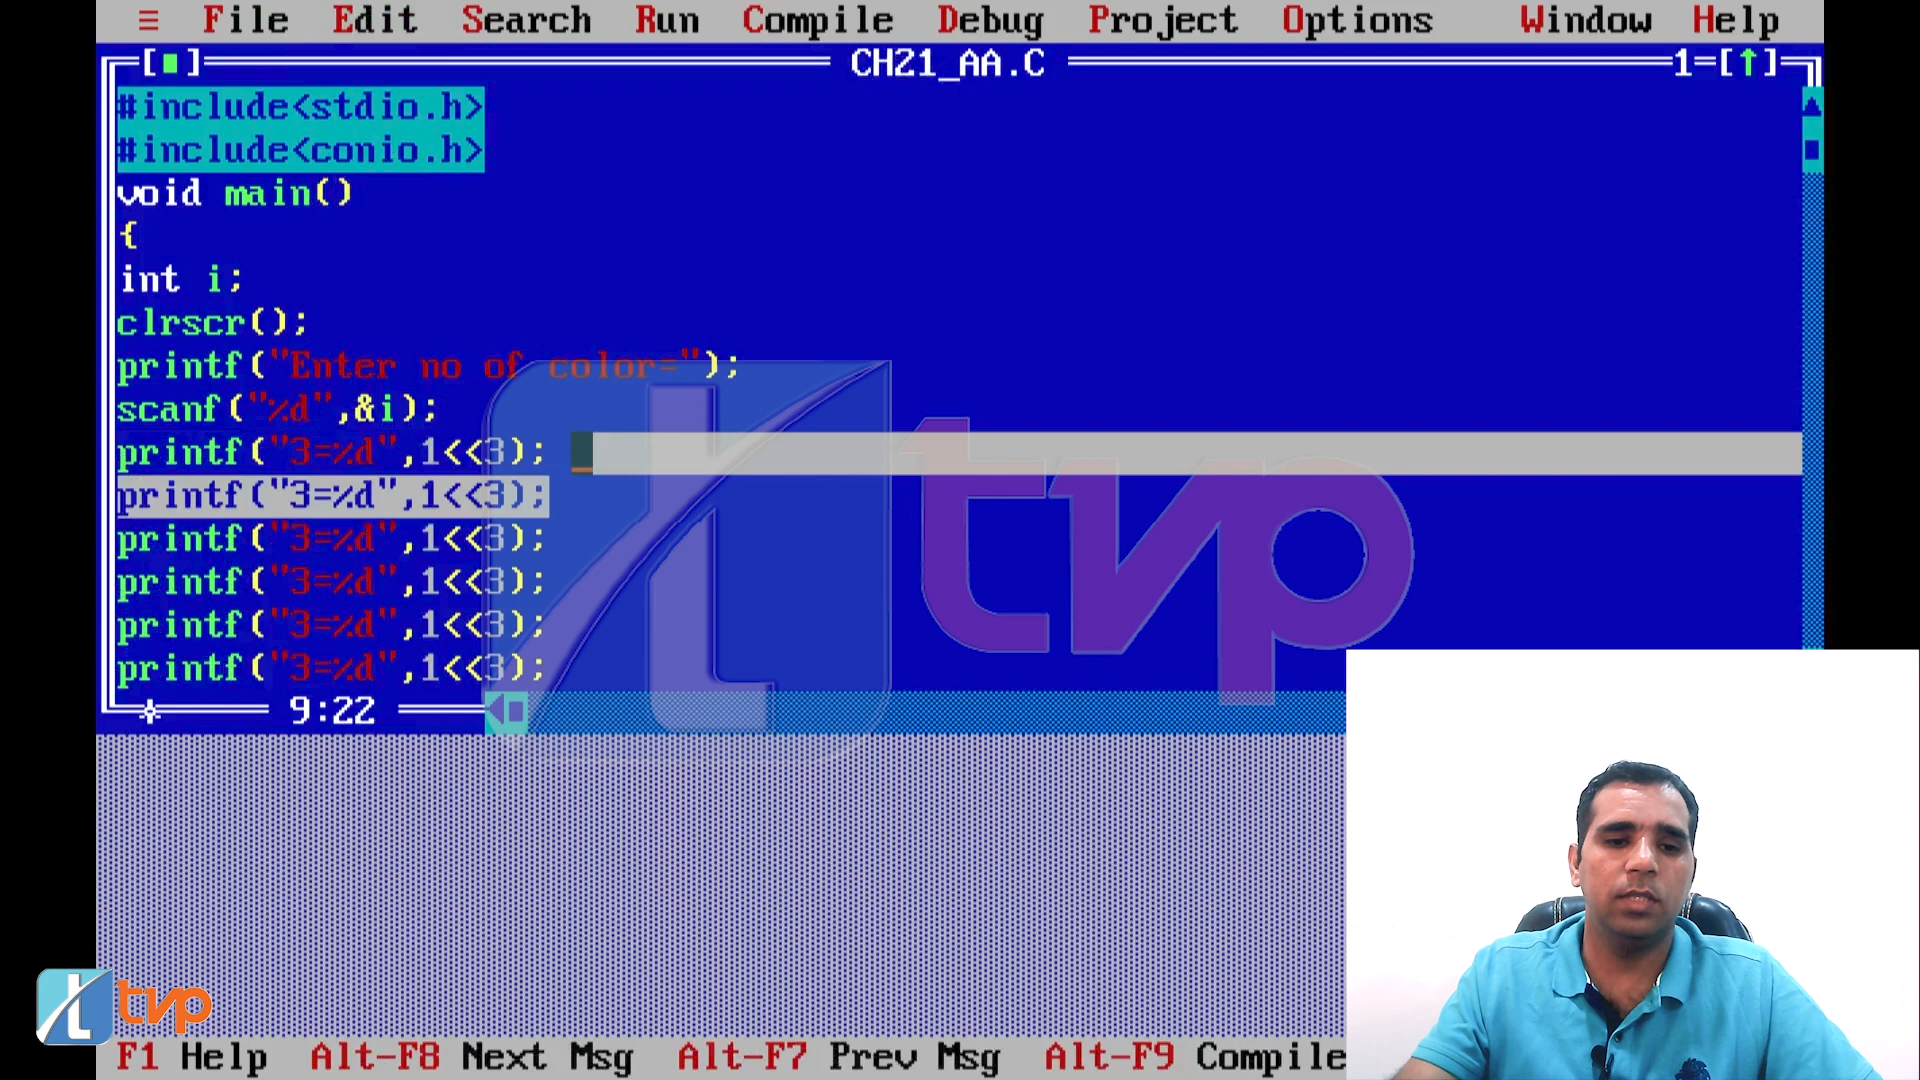 ≡ File Edit Search Run Compile Debug Project Options Window Help
[■] CH21_AA.C 1=[↑]
#include<stdio.h>
#include<conio.h>
void main()
{
int i;
clrscr();
printf("Enter no of color=");
scanf("%d",&i);
printf("3=%d",1<<3);
printf("3=%d",1<<3);
printf("3=%d",1<<3);
printf("3=%d",1<<3);
printf("3=%d",1<<3);
printf("3=%d",1<<3);
9:22
tvp
t tvp
F1 Help Alt-F8 Next Msg Alt-F7 Prev Msg Alt-F9 Compile